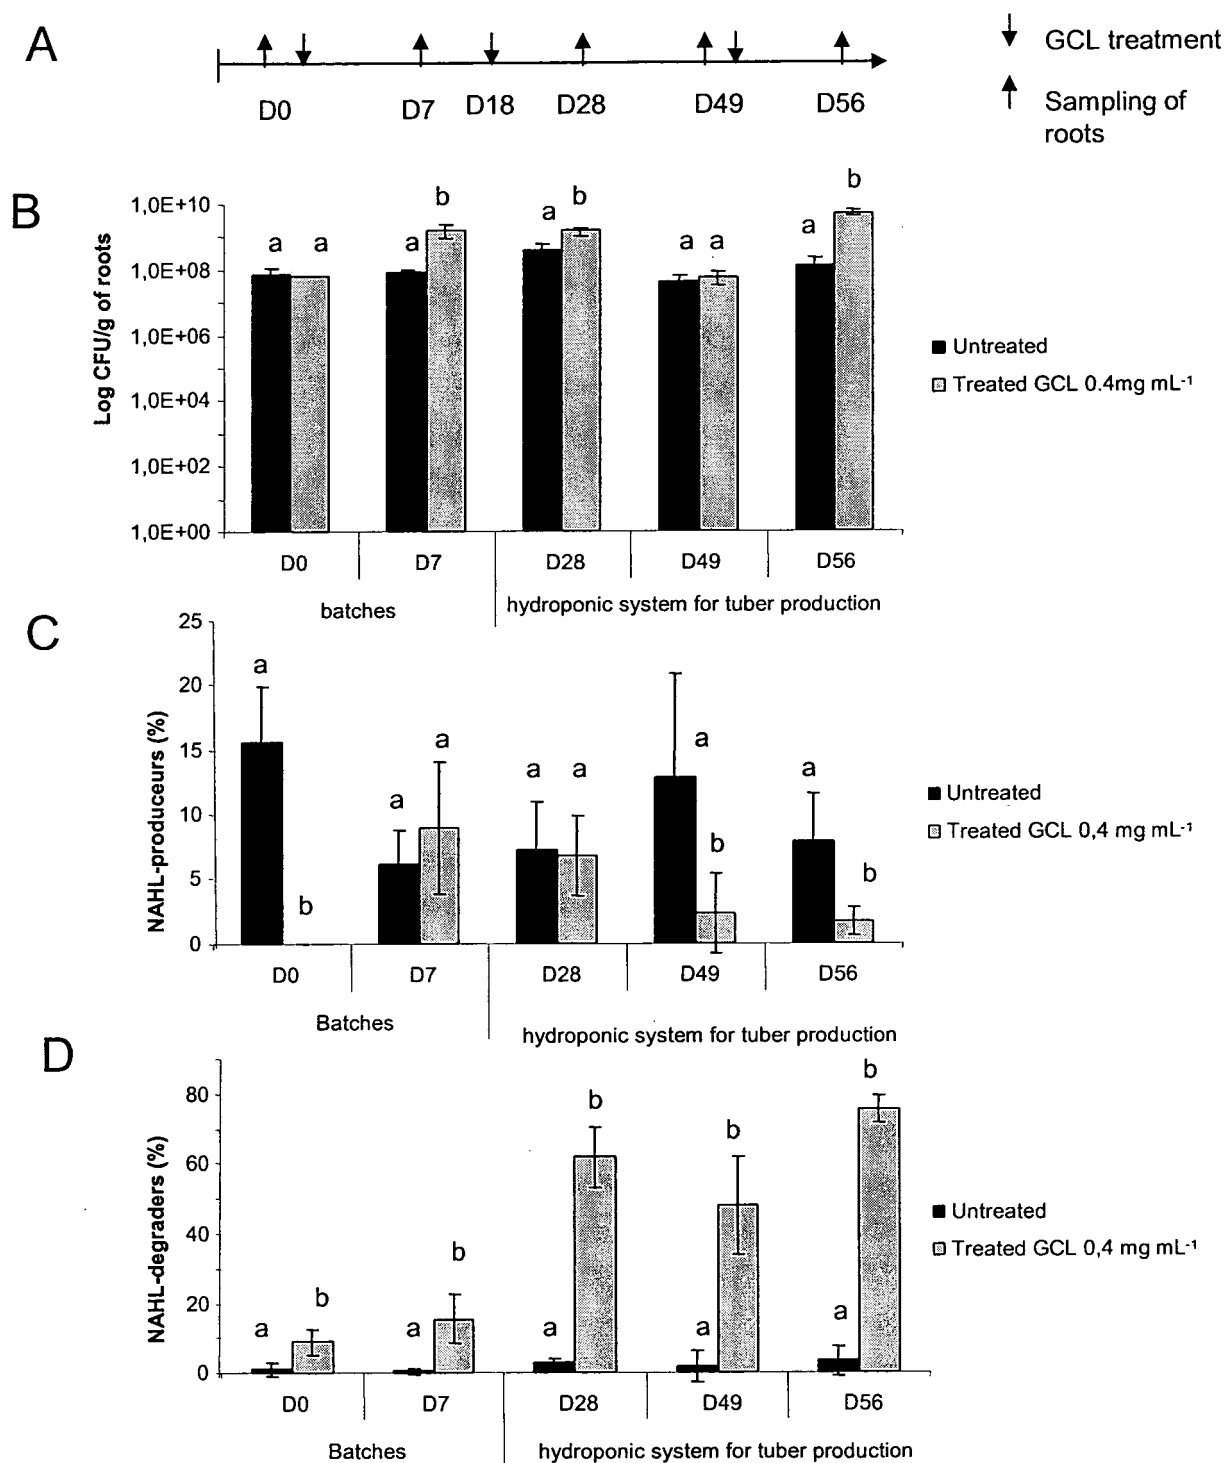 A
GCL treatment
D0 D7 D18 D28 D49 D56
Sampling of
roots
B
b
1,0E+10
b
a
a
a a a a a
b
1,0E+08
1,0E+06
1,0E+04
1,0E+02
1,0E+00
Log CFU/g of roots
Untreated
Treated GCL 0.4mg mL-1
D0 D7 D28 D49 D56
batches
hydroponic system for tuber production
C
25
20
15
10
5
0
NAHL-produceurs (%)
a
b
a
a
a a
a
b
a
b
Untreated
Treated GCL 0,4 mg mL-1
D0 D7 D28 D49 D56
Batches
hydroponic system for tuber production
D
80
60
40
20
0
NAHL-degraders (%)
a
b
a
b
a
b
a
b
a
b
Untreated
Treated GCL 0,4 mg mL-1
D0 D7 D28 D49 D56
Batches
hydroponic system for tuber production